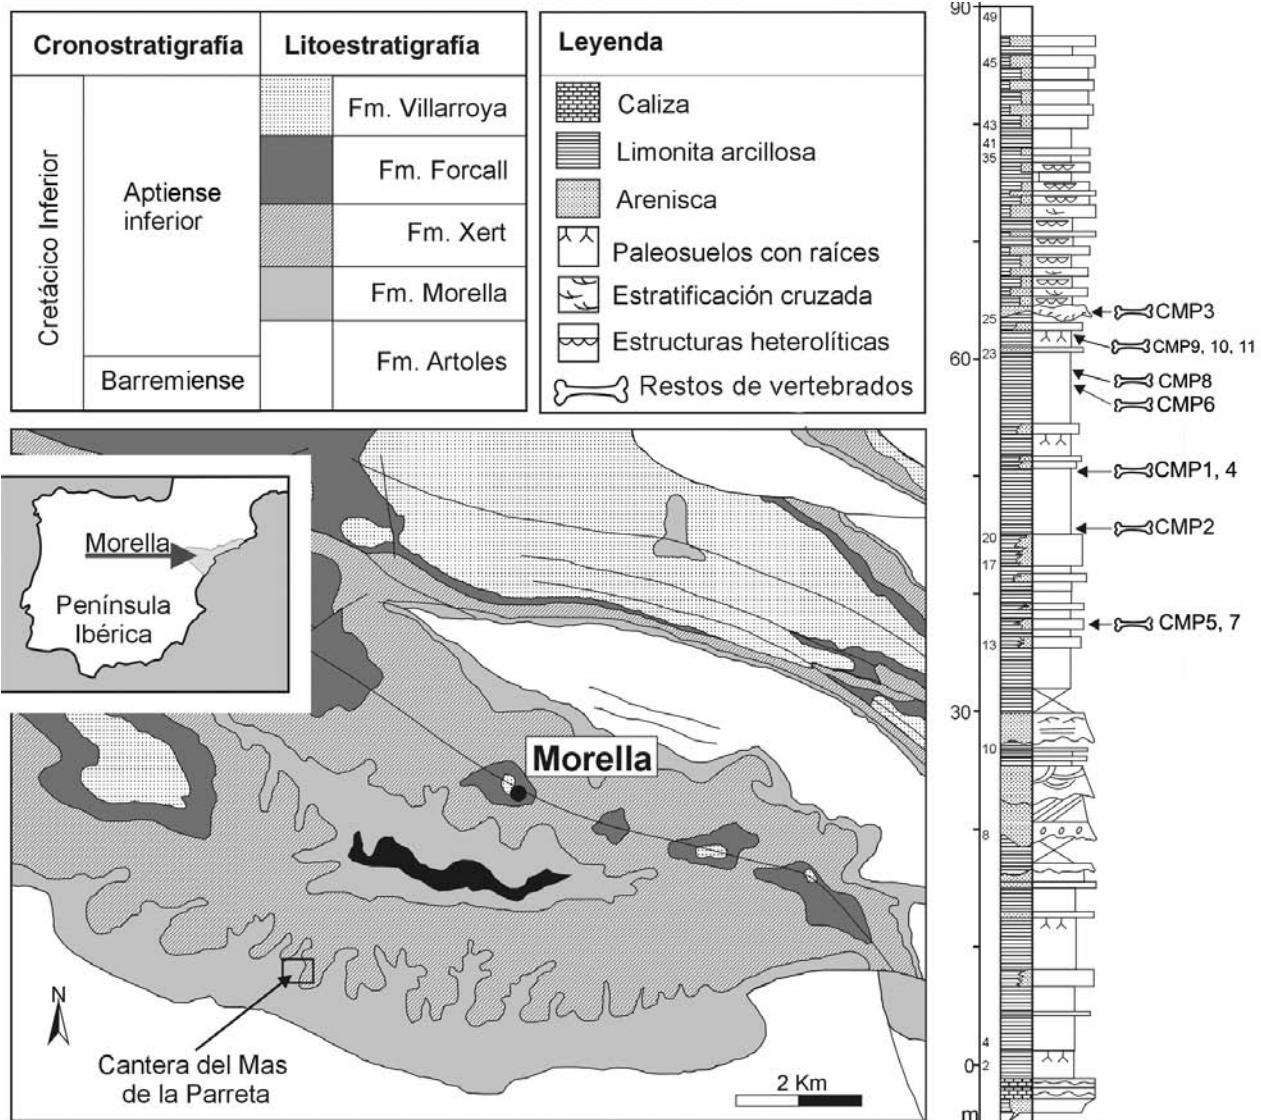 Cronostratigrafía
Litoestratigrafía
Cretácico Inferior
Aptiense
inferior
Barremiense
Fm. Villarroya
Fm. Forcall
Fm. Xert
Fm. Morella
Fm. Artoles
Leyenda
Caliza
Limonita arcillosa
Arenisca
Paleosuelos con raíces
Estratificación cruzada
Estructuras heterolíticas
Restos de vertebrados
Morella
Península
Ibérica
Morella
N
Cantera del Mas
de la Parreta
2 Km
90
49
45
43
41
35
25
23
60
20
17
13
30
10
8
4
0
2
m
CMP3
CMP9, 10, 11
CMP8
CMP6
CMP1, 4
CMP2
CMP5, 7